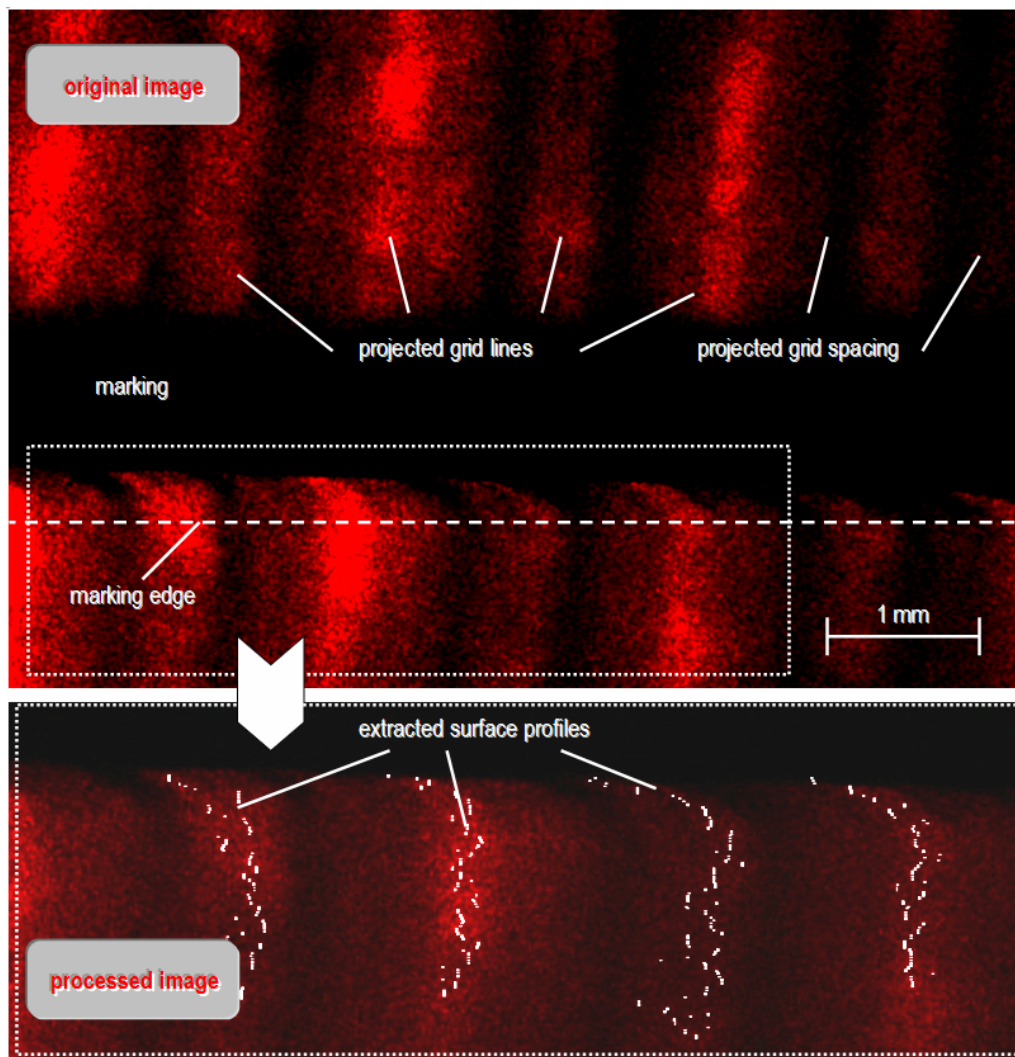 original image
projected grid lines
projected grid spacing
marking
marking edge
1 mm
extracted surface profiles
processed image